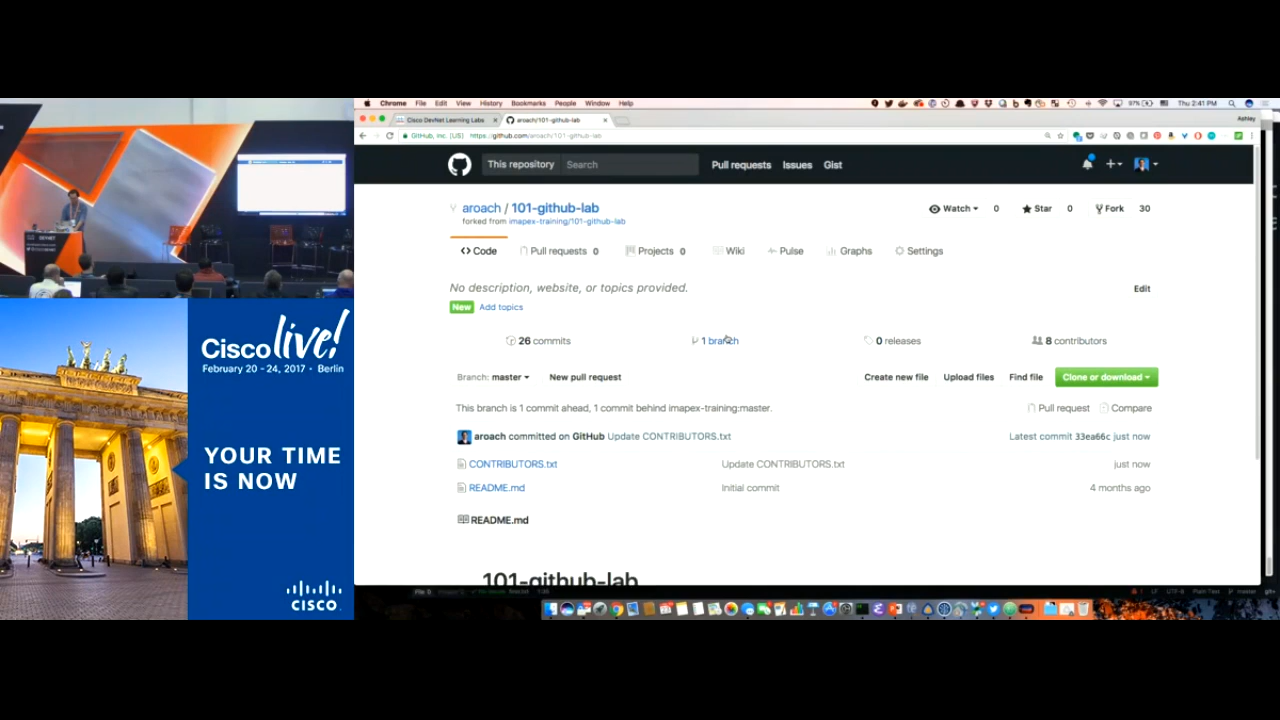 Chrome File Edit View History Bookmarks People Window Help
97%
Thu 2:41 PM
Cisco DevNet Learning Labs
aroach/101-github-lab
Ashley
GitHub, Inc. [US] https://github.com/aroach/101-github-lab
This repository Search Pull requests Issues Gist
aroach / 101-github-lab
Watch 0 Star 0 Fork 30
forked from imapex-training/101-github-lab
Code Pull requests 0 Projects 0 Wiki Pulse Graphs Settings
No description, website, or topics provided. Edit
New Add topics
26 commits 1 branch 0 releases 8 contributors
Branch: master New pull request Create new file Upload files Find file Clone or download
This branch is 1 commit ahead, 1 commit behind imapex-training:master. Pull request Compare
aroach committed on GitHub Update CONTRIBUTORS.txt Latest commit 33ea66c just now
CONTRIBUTORS.txt Update CONTRIBUTORS.txt just now
README.md Initial commit 4 months ago
README.md
101-github-lab
Cisco live!
February 20 - 24, 2017 • Berlin
YOUR TIME
IS NOW
CISCO